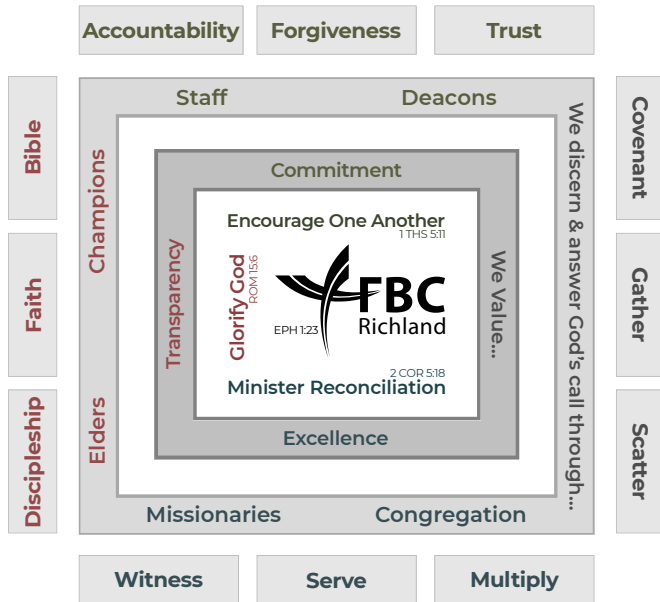 Accountability
Forgiveness
Trust
Bible
Faith
Discipleship
Staff
Deacons
Champions
Elders
Commitment
Transparency
Encourage One Another
1 THS 5:11
Glorify God
ROM 15:6
EPH 1:23
FBC
Richland
2 COR 5:18
Minister Reconciliation
We Value...
Excellence
We discern & answer God's call through...
Missionaries
Congregation
Covenant
Gather
Scatter
Witness
Serve
Multiply